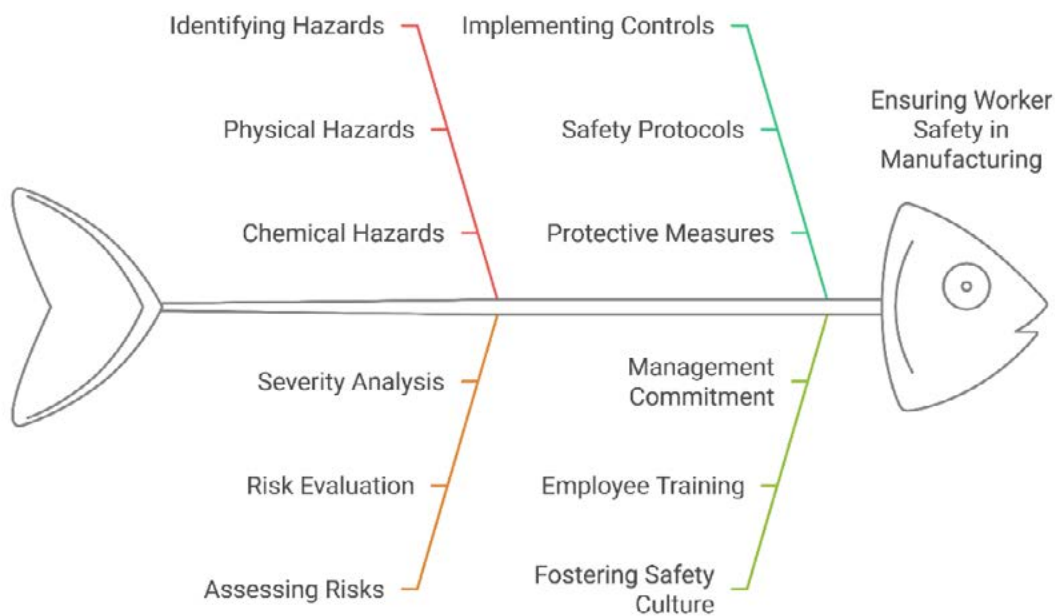 Identifying Hazards
Physical Hazards
Chemical Hazards
Implementing Controls
Safety Protocols
Protective Measures
Ensuring Worker
Safety in
Manufacturing
Severity Analysis
Risk Evaluation
Assessing Risks
Management
Commitment
Employee Training
Fostering Safety
Culture